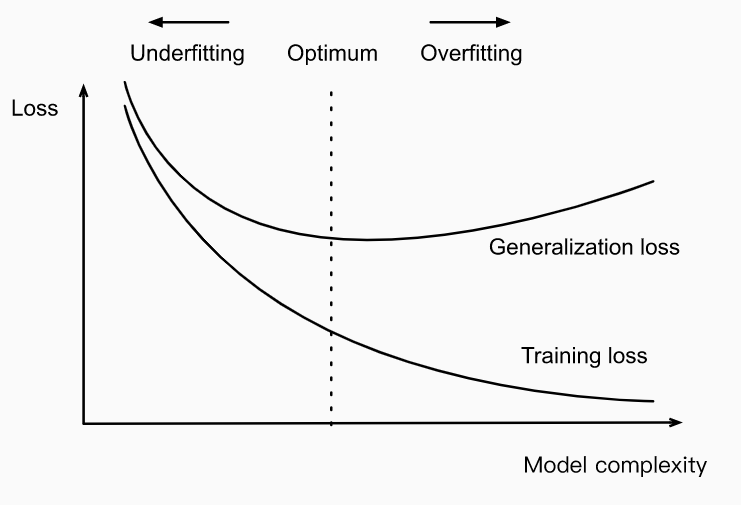 Underfitting
Optimum
Overfitting
Loss
Generalization loss
Training loss
Model complexity